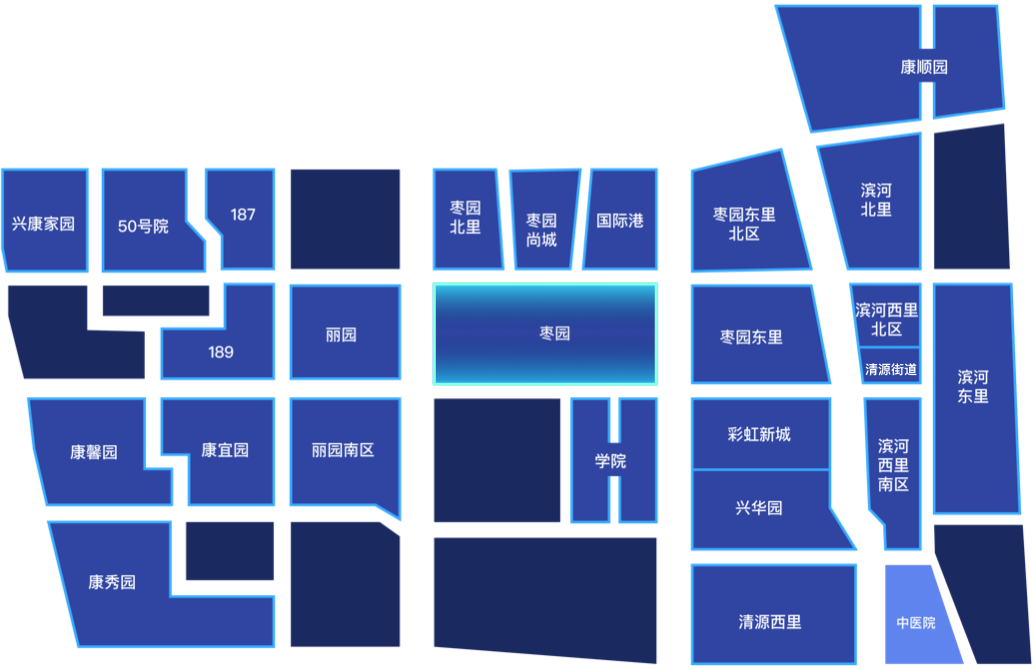 康顺园
兴康家园
50号院
187
枣园
北里
枣园
尚城
国际港
枣园东里
北区
滨河
北里
189
丽园
枣园
枣园东里
滨河西里
北区
清源街道
滨河
东里
康馨园
康宜园
丽园南区
学院
彩虹新城
兴华园
滨河
西里
南区
康秀园
清源西里
中医院